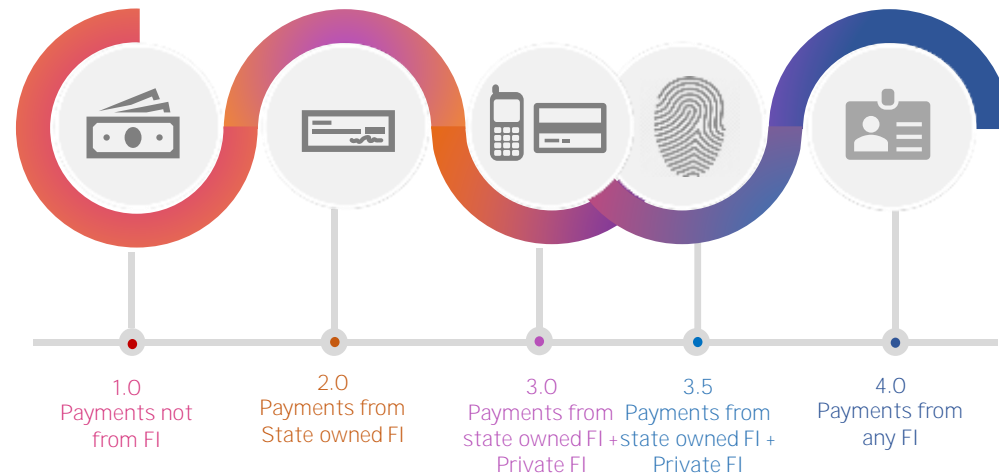 1.0
Payments not
from FI
2.0
Payments from
State owned FI
3.0
Payments from
state owned FI +
Private FI
3.5
Payments from
state owned FI +
Private FI
4.0
Payments from
any FI